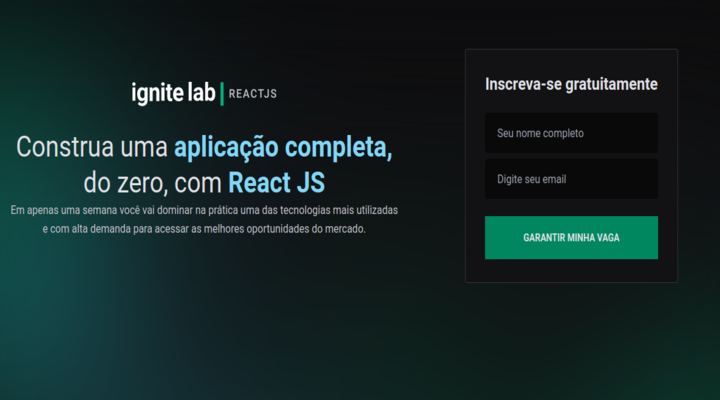 ignite lab | REACTJS
Construa uma aplicação completa,
do zero, com React JS
Em apenas uma semana você vai dominar na prática uma das tecnologias mais utilizadas
e com alta demanda para acessar as melhores oportunidades do mercado.
Inscreva-se gratuitamente
Seu nome completo
Digite seu email
GARANTIR MINHA VAGA